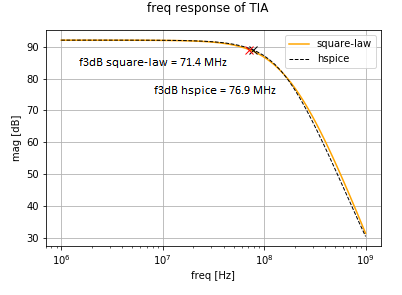 freq response of TIA
square-law
hspice
f3dB square-law = 71.4 MHz
f3dB hspice = 76.9 MHz
mag [dB]
90
80
70
60
50
40
30
10⁶
10⁷
10⁸
10⁹
freq [Hz]